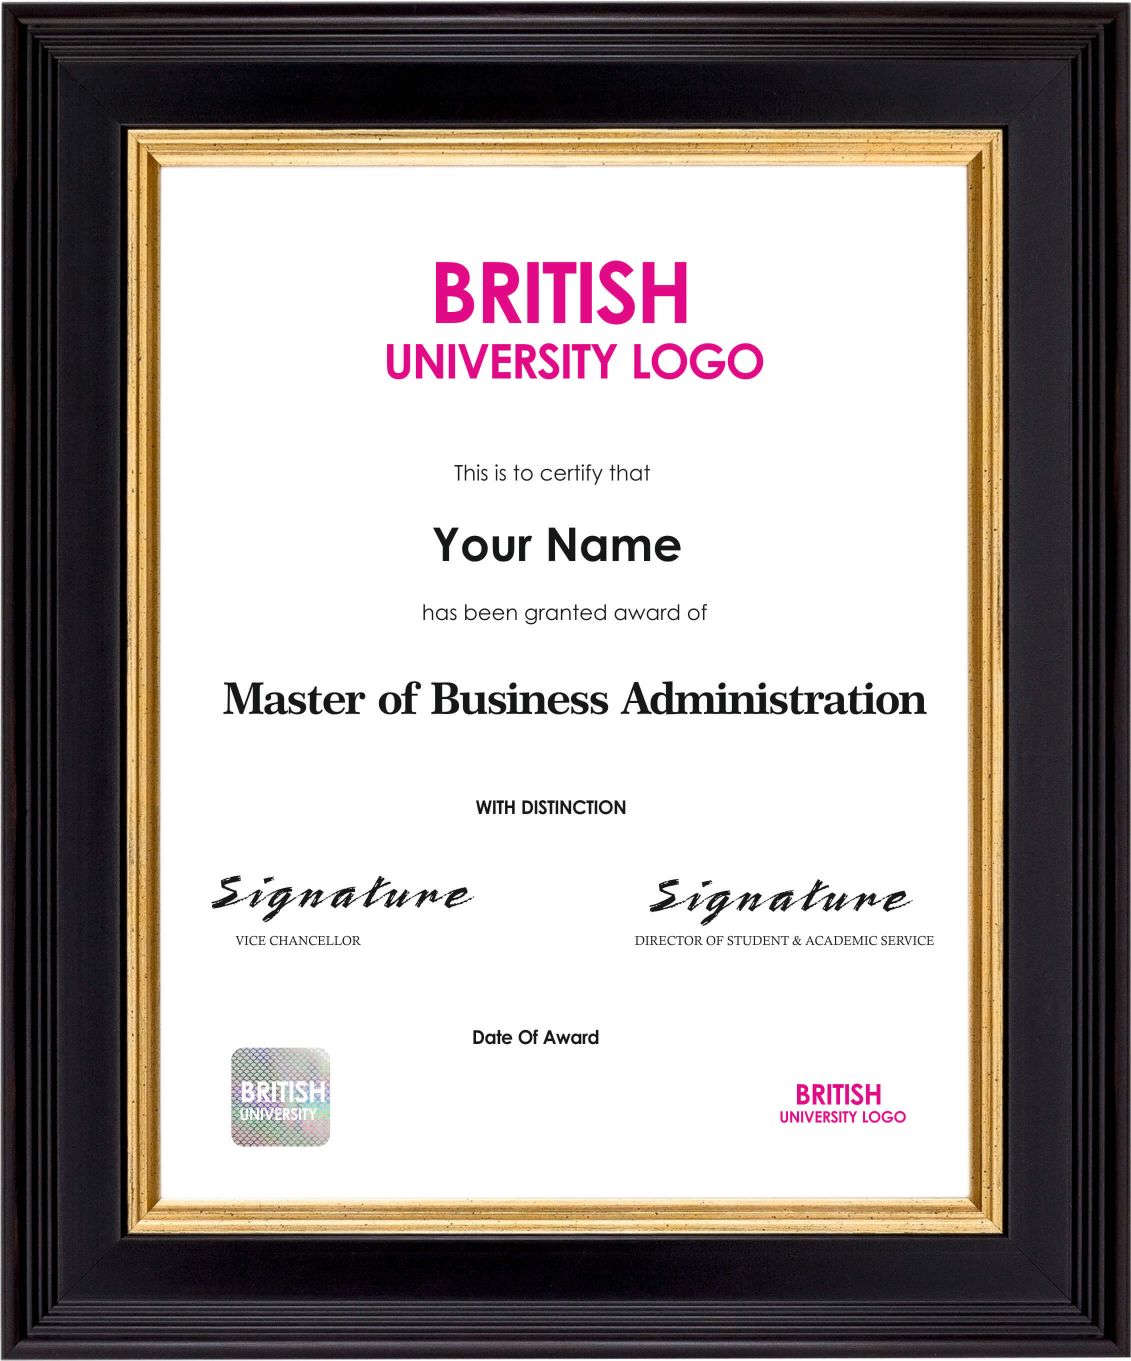 BRITISH
UNIVERSITY LOGO
This is to certify that
Your Name
has been granted award of
Master of Business Administration
WITH DISTINCTION
Signature Signature
VICE CHANCELLOR DIRECTOR OF STUDENT & ACADEMIC SERVICE
Date Of Award
BRITISH
UNIVERSITY
BRITISH
UNIVERSITY LOGO